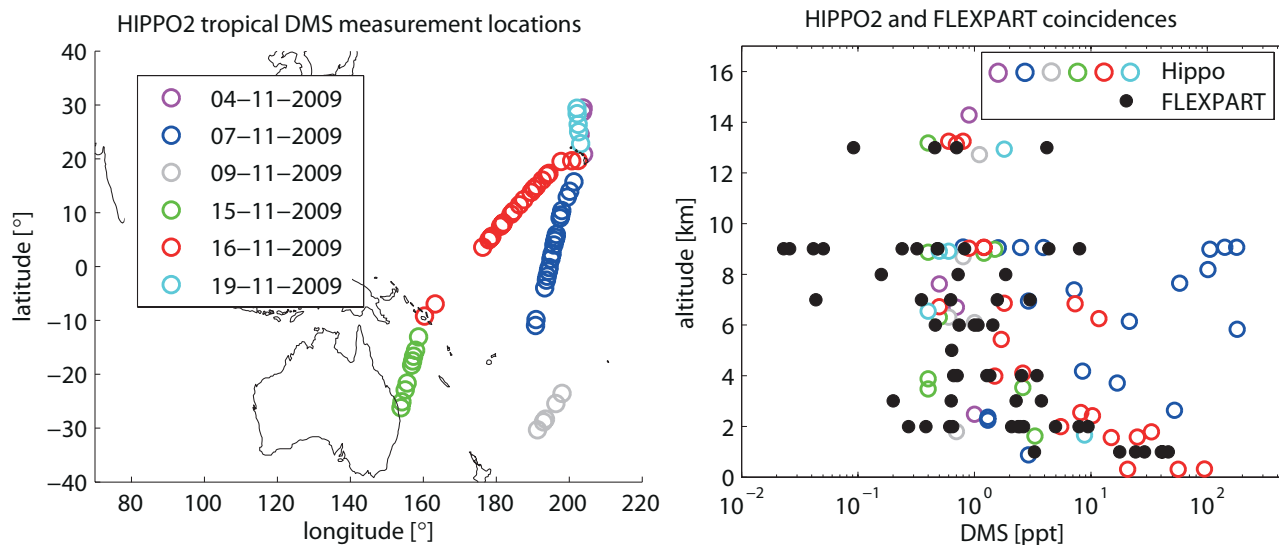 HIPPO2 tropical DMS measurement locations
40
30
20
10
0
−10
−20
−30
−40
latitude [°]
04−11−2009
07−11−2009
09−11−2009
15−11−2009
16−11−2009
19−11−2009
80 100 120 140 160 180 200 220
longitude [°]
HIPPO2 and FLEXPART coincidences
16
14
12
10
8
6
4
2
0
altitude [km]
Hippo
FLEXPART
10−2 10−1 100 101 102
DMS [ppt]